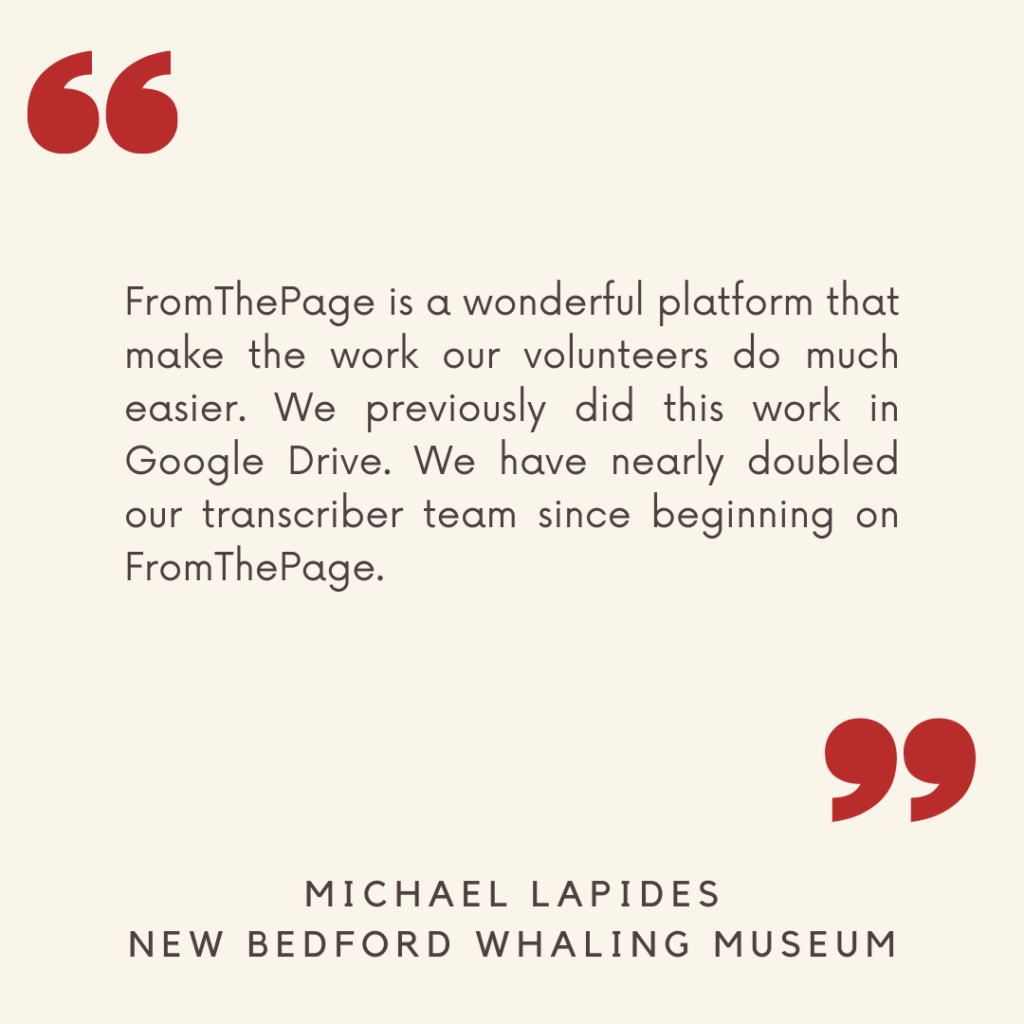 “
FromThePage is a wonderful platform that
make the work our volunteers do much
easier. We previously did this work in
Google Drive. We have nearly doubled
our transcriber team since beginning on
FromThePage.
”
MICHAEL LAPIDES
NEW BEDFORD WHALING MUSEUM